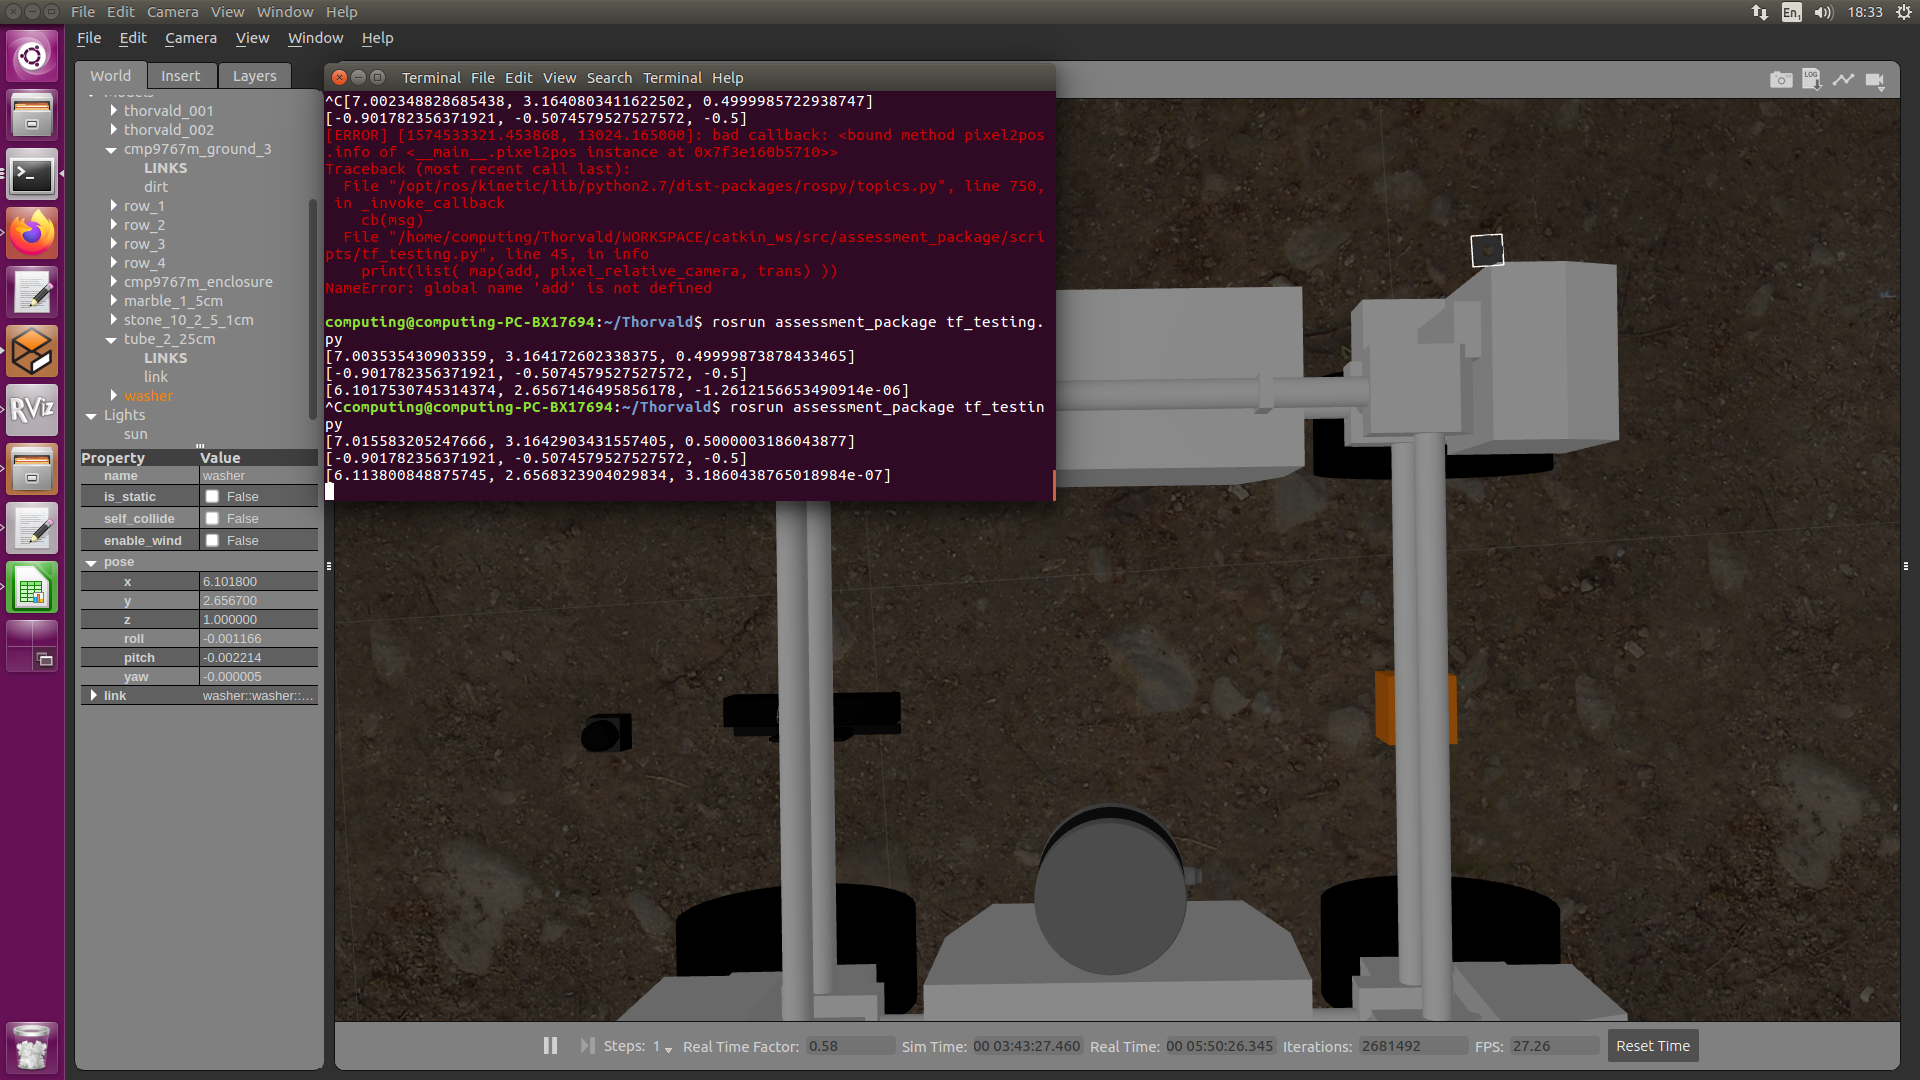 File Edit Camera View Window Help
En1 18:33
File Edit Camera View Window Help
World Insert Layers
Models
thorvald_001
thorvald_002
cmp9767m_ground_3
LINKS
dirt
row_1
row_2
row_3
row_4
cmp9767m_enclosure
marble_1_5cm
stone_10_2_5_1cm
tube_2_25cm
LINKS
link
washer
Lights
sun
Property Value
name washer
is_static False
self_collide False
enable_wind False
pose
x 6.101800
y 2.656700
z 1.000000
roll -0.001166
pitch -0.002214
yaw -0.000005
link washer::washer::...
Terminal File Edit View Search Terminal Help
^C[7.002348828685438, 3.1640803411622502, 0.4999985722938747]
[-0.901782356371921, -0.5074579527527572, -0.5]
[ERROR] [1574533321.453868, 13024.165000]: bad callback: <bound method pixel2pos
.info of <__main__.pixel2pos instance at 0x7f3e160b5710>>
Traceback (most recent call last):
File "/opt/ros/kinetic/lib/python2.7/dist-packages/rospy/topics.py", line 750,
in _invoke_callback
cb(msg)
File "/home/computing/Thorvald/WORKSPACE/catkin_ws/src/assessment_package/scri
pts/tf_testing.py", line 45, in info
print(list( map(add, pixel_relative_camera, trans) ))
NameError: global name 'add' is not defined
computing@computing-PC-BX17694:~/Thorvald$ rosrun assessment_package tf_testing.
py
[7.003535430903359, 3.164172602338375, 0.49999873878433465]
[-0.901782356371921, -0.5074579527527572, -0.5]
[6.10175307453143​74, 2.6567146495856178, -1.2612156653490914e-06]
^Ccomputing@computing-PC-BX17694:~/Thorvald$ rosrun assessment_package tf_testin
py
[7.015583205247666, 3.1642903431557405, 0.5000003186043877]
[-0.901782356371921, -0.5074579527527572, -0.5]
[6.113800848875745, 2.6568323904029834, 3.1860438765018984e-07]
LOG
RViz
Steps: 1 Real Time Factor: 0.58 Sim Time: 00 03:43:27.460 Real Time: 00 05:50:26.345 Iterations: 2681492 FPS: 27.26 Reset Time